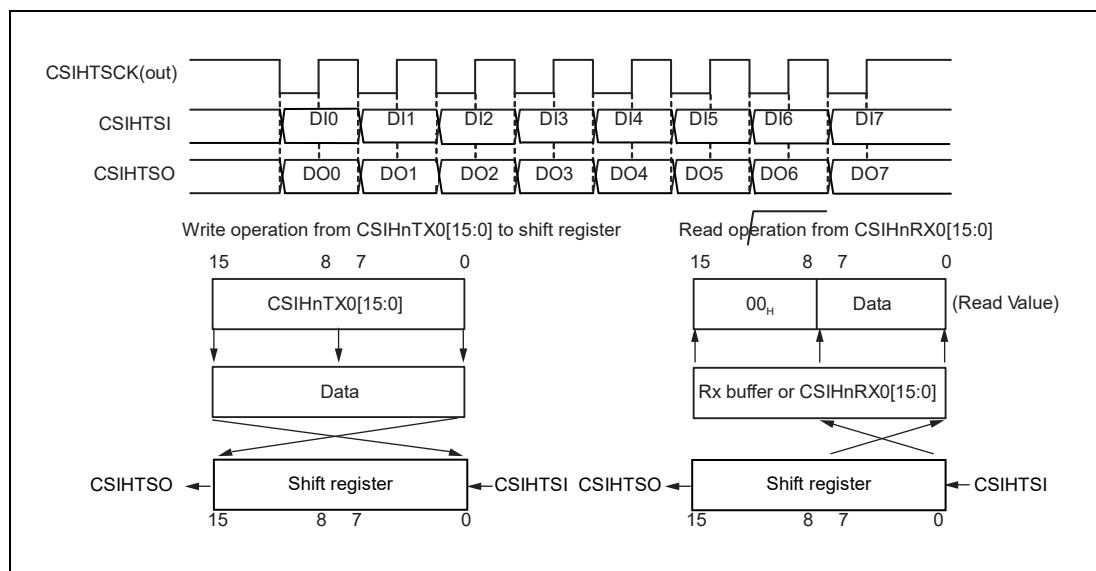 CSIHTSCK(out)
CSIHTSI DI0 DI1 DI2 DI3 DI4 DI5 DI6 DI7
CSIHTSO DO0 DO1 DO2 DO3 DO4 DO5 DO6 DO7
Write operation from CSIHnTX0[15:0] to shift register
15 8 7 0
CSIHnTX0[15:0]
Data
CSIHTSO Shift register CSIHTSI
15 8 7 0
Read operation from CSIHnRX0[15:0]
15 8 7 0
00H Data (Read Value)
Rx buffer or CSIHnRX0[15:0]
CSIHTSO Shift register CSIHTSI
15 8 7 0